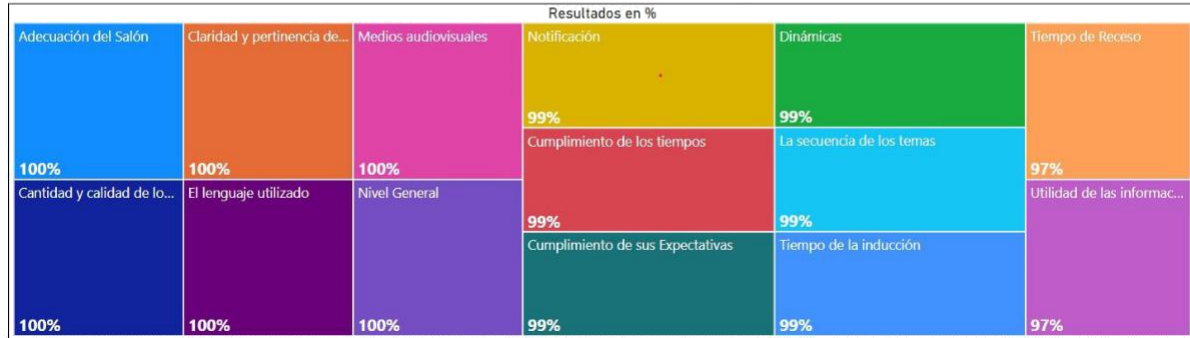 Resultados en %
Adecuación del Salón
100%
Claridad y pertinencia de...
100%
Medios audiovisuales
100%
Notificación
99%
Dinámicas
99%
Tiempo de Receso
97%
Cumplimiento de los tiempos
99%
La secuencia de los temas
99%
Cantidad y calidad de lo...
100%
El lenguaje utilizado
100%
Nivel General
100%
Cumplimiento de sus Expectativas
99%
Tiempo de la inducción
99%
Utilidad de las informac...
97%